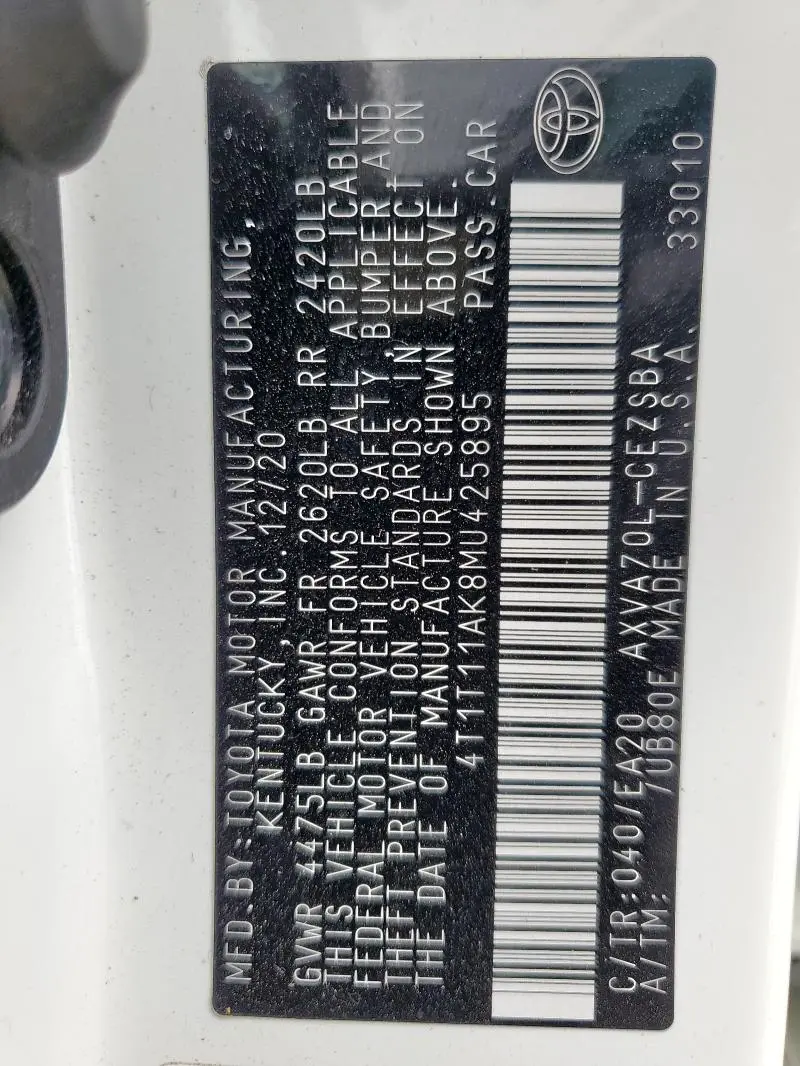 MFD.BY:TOYOTA MOTOR MANUFACTURING,
KENTUCKY, INC. 12/20
GVWR 4475LB GAWR FR 2620LB RR 2420LB
THIS VEHICLE CONFORMS TO ALL APPLICABLE
FEDERAL MOTOR VEHICLE SAFETY, BUMPER, AND
THEFT PREVENTION STANDARDS IN EFFECT ON
THE DATE OF MANUFACTURE SHOWN ABOVE.
4T1T11AK8MU425895 PASS.CAR
C/TR:040/EA20 AXVA70L-CEZSBA 33010
A/TM: /UB80E MADE IN U.S.A.